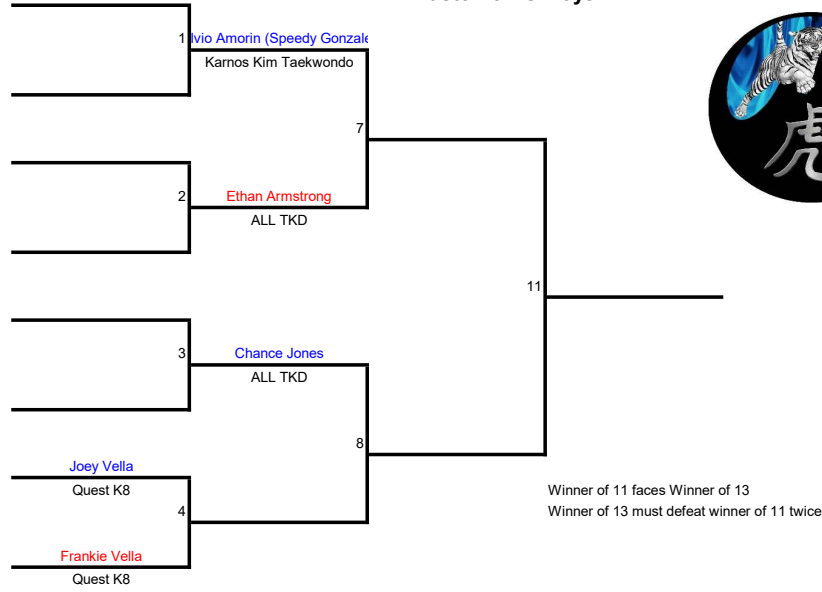 1 lvio Amorin (Speedy Gonzale
Karnos Kim Taekwondo
7
2 Ethan Armstrong
ALL TKD
11
3 Chance Jones
ALL TKD
8
Joey Vella
Quest K8
Winner of 11 faces Winner of 13
4
Winner of 13 must defeat winner of 11 twice
Frankie Vella
Quest K8
虎